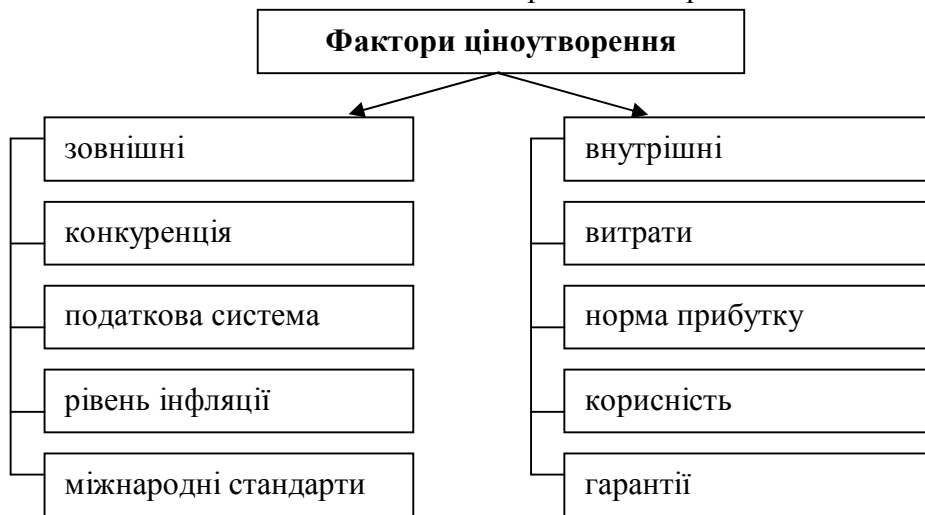 Фактори ціноутворення
зовнішні
конкуренція
податкова система
рівень інфляції
міжнародні стандарти
внутрішні
витрати
норма прибутку
корисність
гарантії